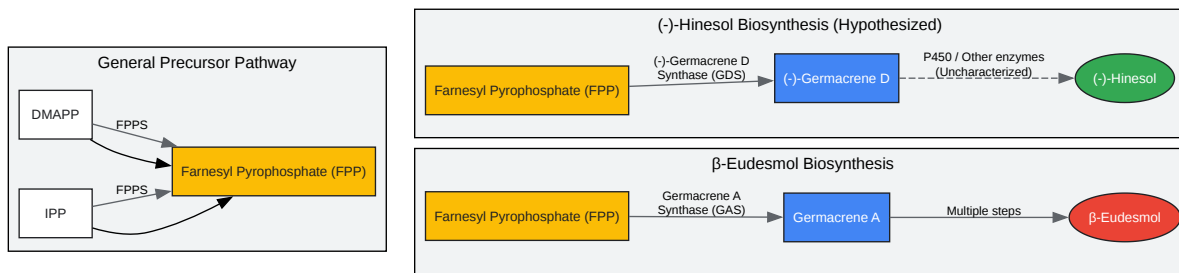 General Precursor Pathway
DMAPP
FPPS
Farnesyl Pyrophosphate (FPP)
FPPS
IPP
(-)-Hinesol Biosynthesis (Hypothesized)
Farnesyl Pyrophosphate (FPP)
(-)-Germacrene D
Synthase (GDS)
(-)-Germacrene D
P450 / Other enzymes
(Uncharacterized)
(-)-Hinesol
β-Eudesmol Biosynthesis
Farnesyl Pyrophosphate (FPP)
Germacrene A
Synthase (GAS)
Germacrene A
Multiple steps
β-Eudesmol